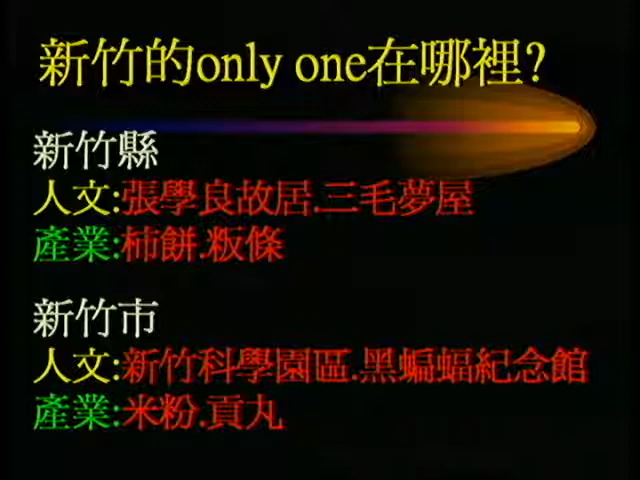 新竹的only one在哪裡?
新竹縣
人文:張學良故居.三毛夢屋
產業:柿餅.粄條
新竹市
人文:新竹科學園區.黑蝙蝠紀念館
產業:米粉.貢丸